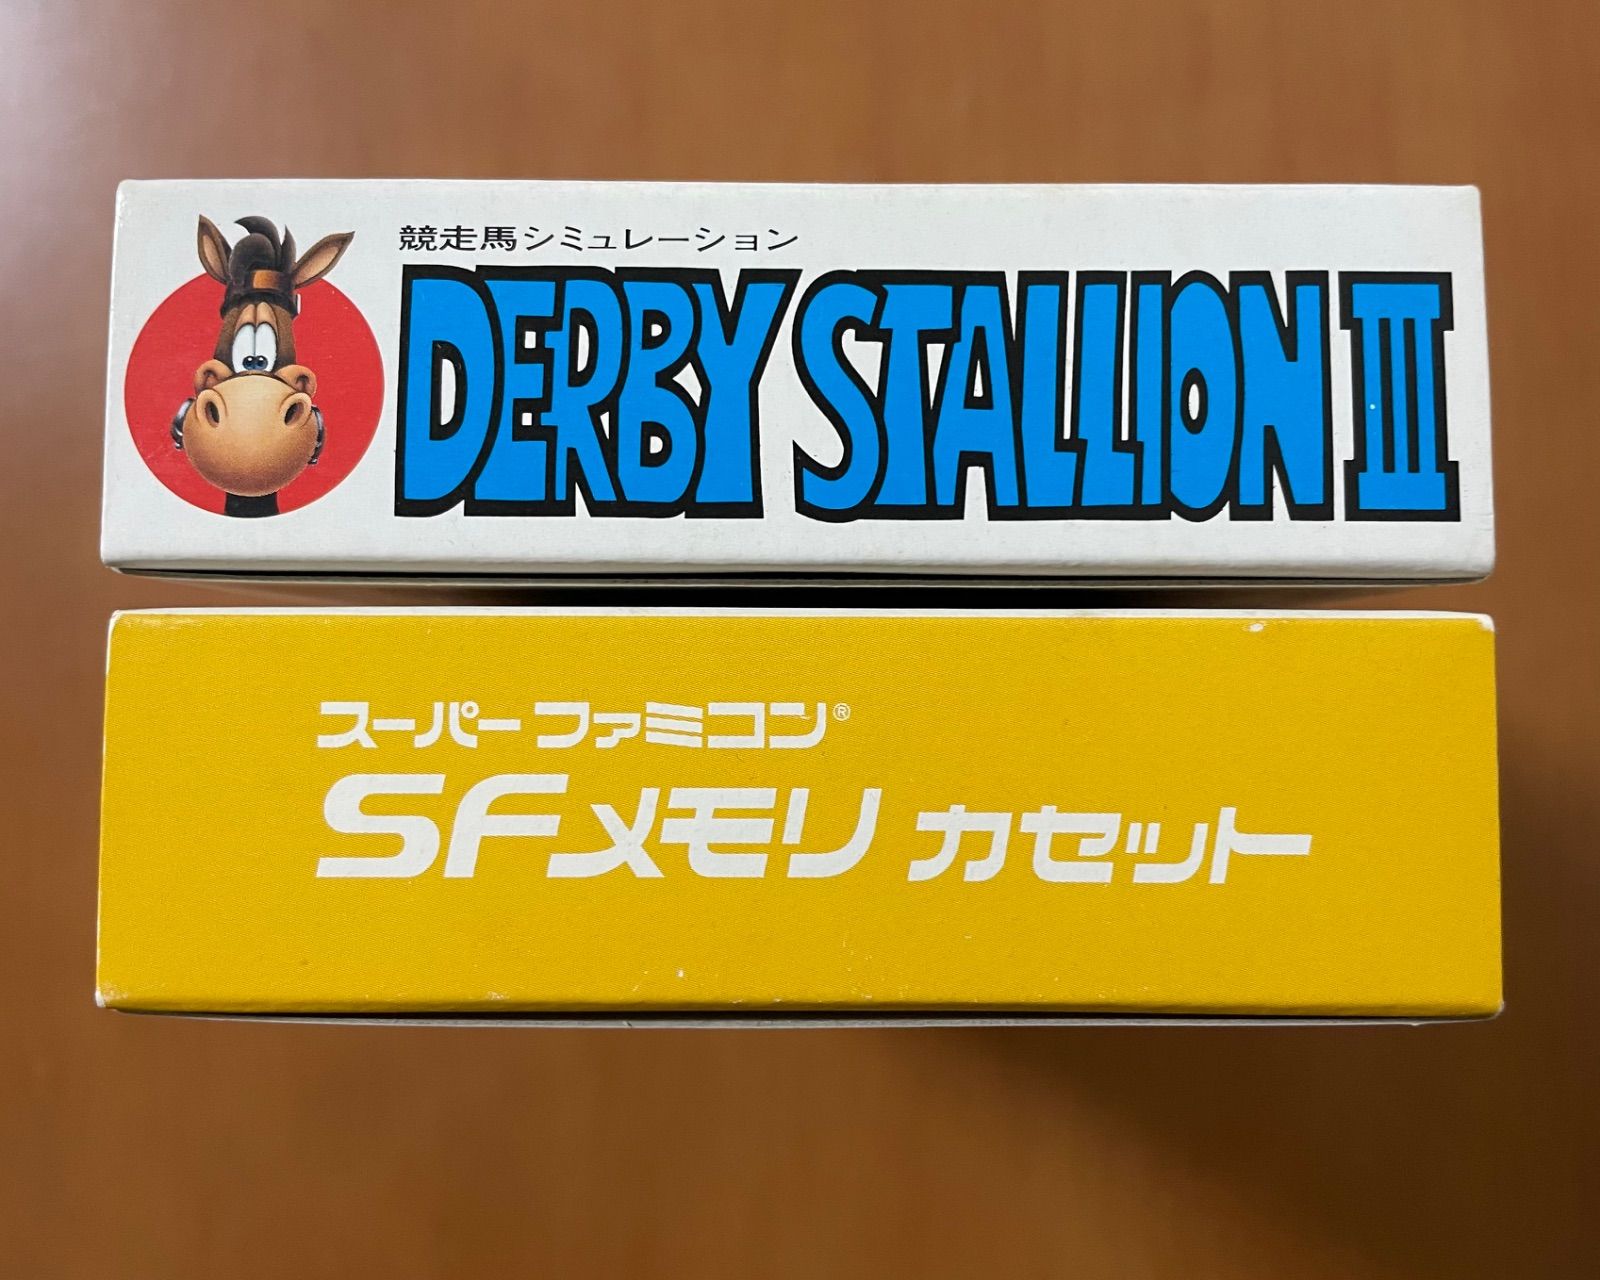 競走馬シミュレーション
DERBY STALLION III
スーパーファミコン®
SFメモリ カセット